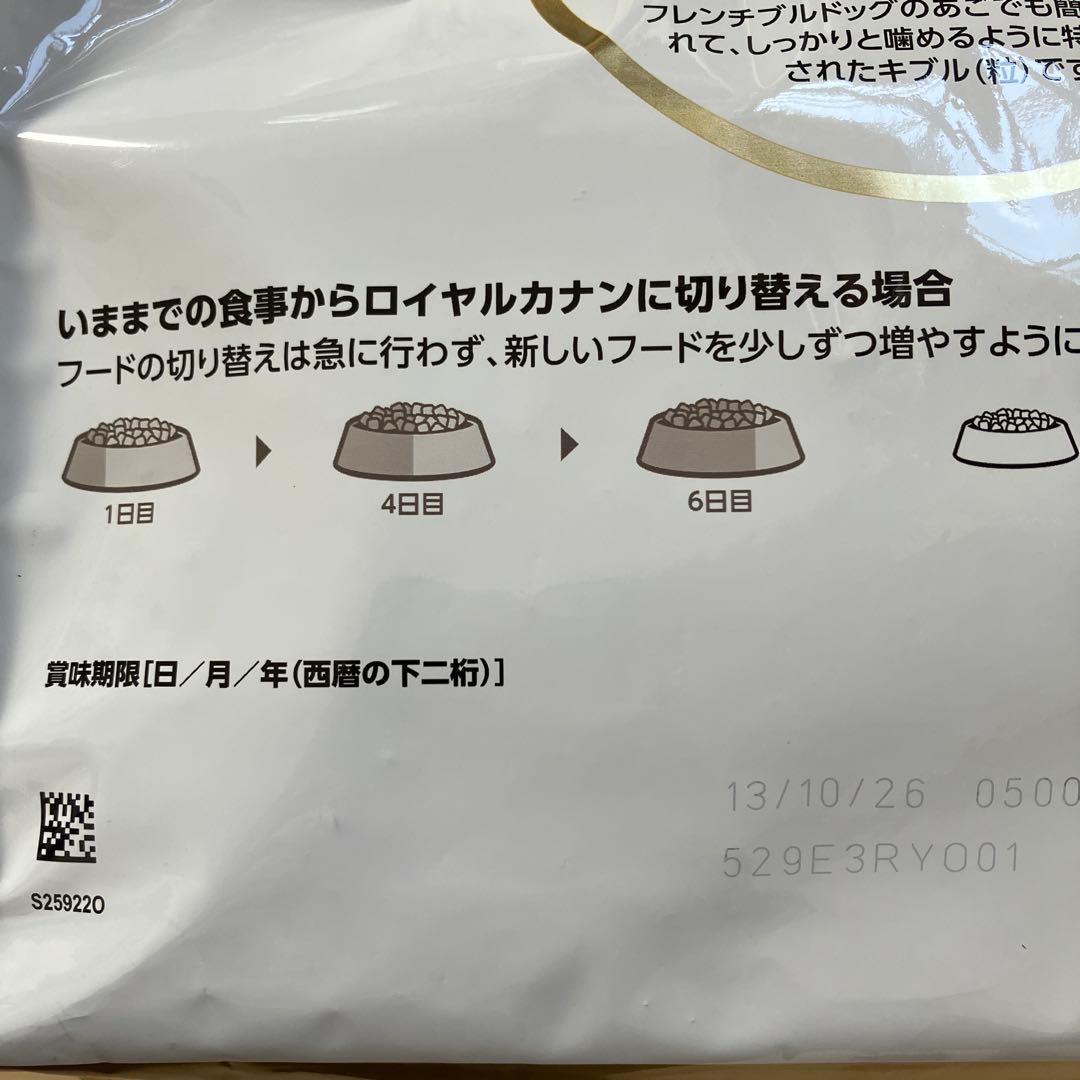 フレンチブルドッグのあごでも簡
れて、しっかりと噛めるように特
されたキブル（粒）です
いままでの食事からロイヤルカナンに切り替える場合
フードの切り替えは急に行わず、新しいフードを少しずつ増やすように
1日目
4日目
6日目
賞味期限[日／月／年（西暦の下二桁）]
13/10/26 0500
529E3RYO01
S259220